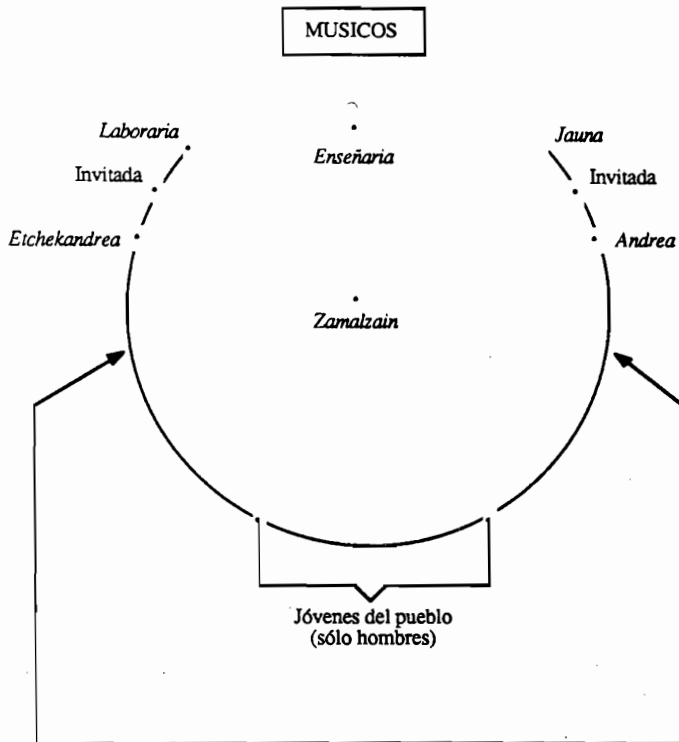 MUSICOS
Laboraria
Enseñaria
Jauna
Invitada
Invitada
Etchekandrea
Andrea
Zamalzain
Jóvenes del pueblo
(sólo hombres)